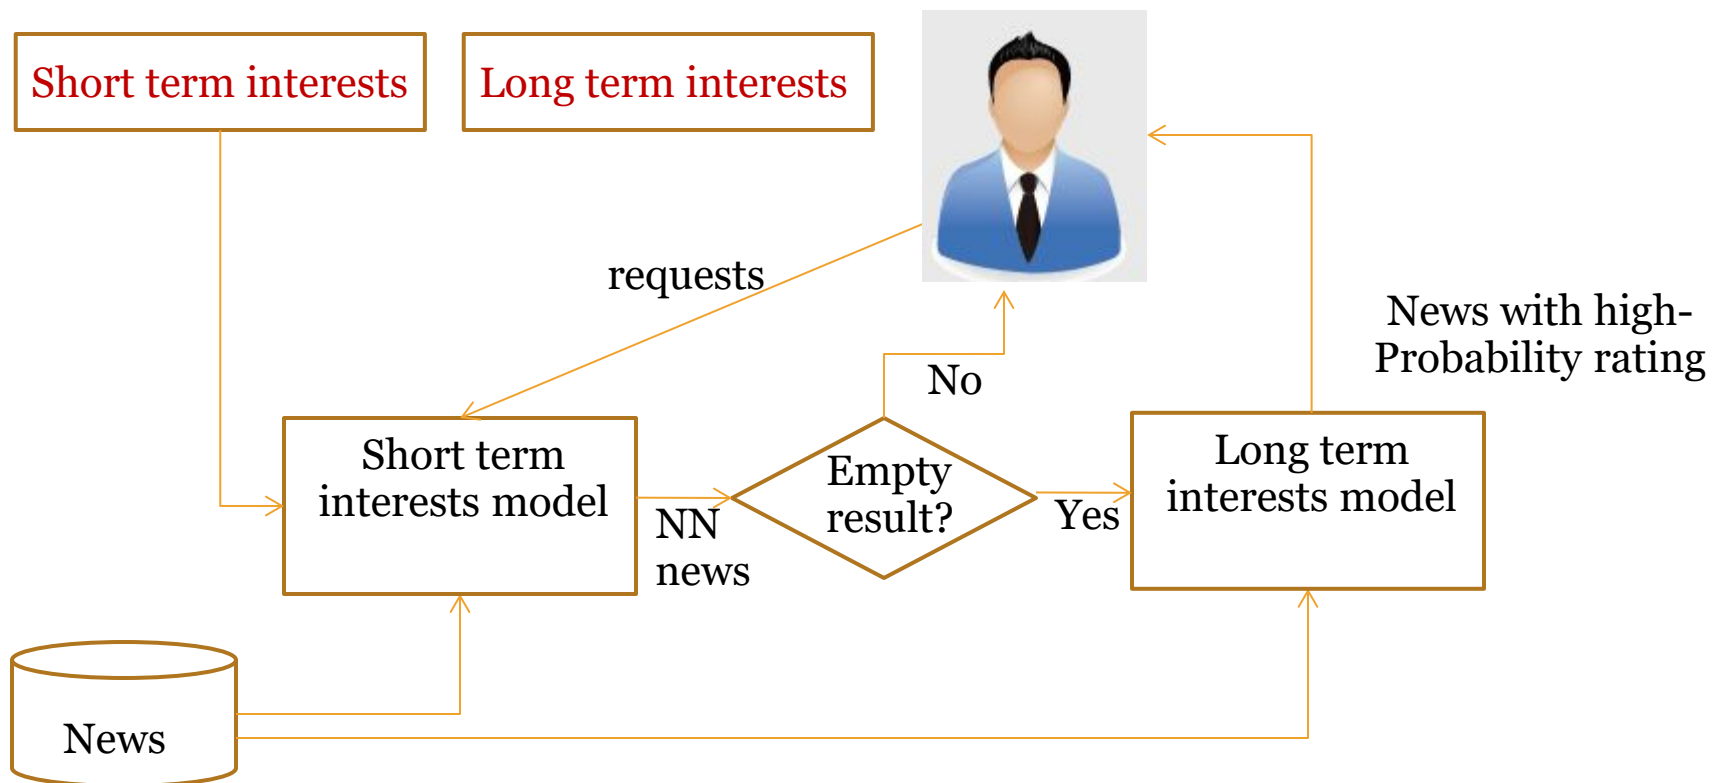 Short term interests
Long term interests
requests
News with high-
Probability rating
No
Short term
interests model
Empty
result?
Long term
interests model
NN
news
Yes
News